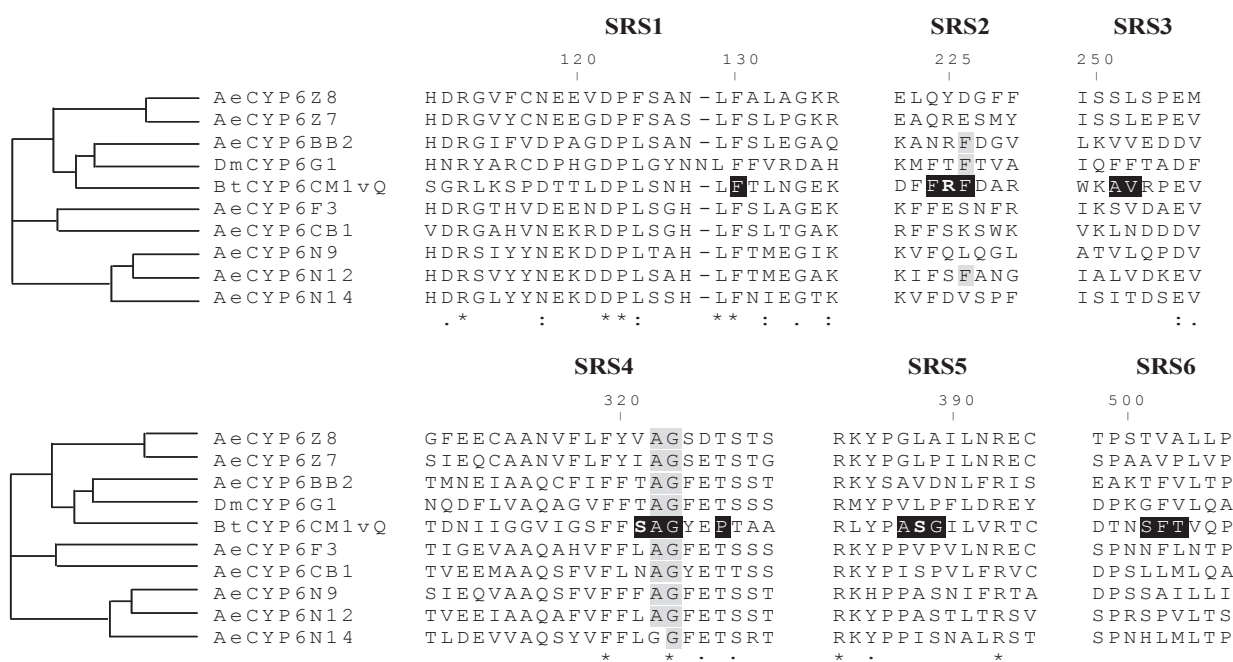 SRS1 SRS2 SRS3
120 130 225 250
AeCYP6Z8 HDRGVFCNEEVDPFSAN-LFALAGKR ELQYDGFF ISSLSPEM
AeCYP6Z7 HDRGVYCNEEVDPFSAS-LFSLPGKR EAQRESMY ISSLEPEV
AeCYP6BB2 HDRGIFVDPAGDPLSAN-LFSLEGAQ KANRFDGV LKVVEDDV
DmCYP6G1 HNRYARCDPHGDPLGYNNLFFVRDAH KMFTFTVA IQFFTADF
BtCYP6CM1vQ SGRLKSPDTTLDPLSNH-LFTLNGEK DFFRFDAR WKAVRPEV
AeCYP6F3 HDRGTHVDEENDPLSGH-LFSLAGEK KFFESNFR IKSVDAEV
AeCYP6CB1 VDRGAHVNEKRDPLSGH-LFSLTGAK RFFSKSWK VKLNDDDV
AeCYP6N9 HDRSIYYNEKDDPLTAH-LFTMEGIK KVFQLQGL ATVLQPDV
AeCYP6N12 HDRSVYYNEKDDPLSAH-LFTMEGAK KIFSFANG IALVDKEV
AeCYP6N14 HDRGLYYNEKDDPLSSH-LFNIEGTK KVFDVSPF ISITDSEV
. * : * * : * * : . : : .
SRS4 SRS5 SRS6
320 390 500
AeCYP6Z8 GFEECAANVFLFYVAGSDTSTS RKYPGLAILNREC TPSTVALLP
AeCYP6Z7 SIEQCAANVFLFYIAGSETSTG RKYPGLPILNREC SPAAVPLVP
AeCYP6BB2 TMNEIAAQCFIFFTAGFETSST RKYSAVDNLFRIS EAKTFVLTP
DmCYP6G1 NQDFLVAQAGVFFTAGFETSSS RMYPVLPFLDREY DPKGFVLQA
BtCYP6CM1vQ TDNIIGGVIGSFFSAGYEPTAA RLYPASGILVRTC DTNSFTVQP
AeCYP6F3 TIGEVAAQAHVFFLAGFETSSS RKYPPVPVLNREC SPNNFLNTP
AeCYP6CB1 TVEEMAAQSFVFLNAGYETTSS RKYPISPVLFRVC DPSLLMLQA
AeCYP6N9 SIEQVAAQSFVFFFAGFETSST RKHPPASNIFRTA DPSSAILLI
AeCYP6N12 TVEEIAAQAFVFFLAGFETSST RKYPPASTLTRSV SPRSPVLTS
AeCYP6N14 TLDEVVAQSYVFFLGGFETSRT RKYPPISNALRST SPNHLMLTP
* * . . * . *